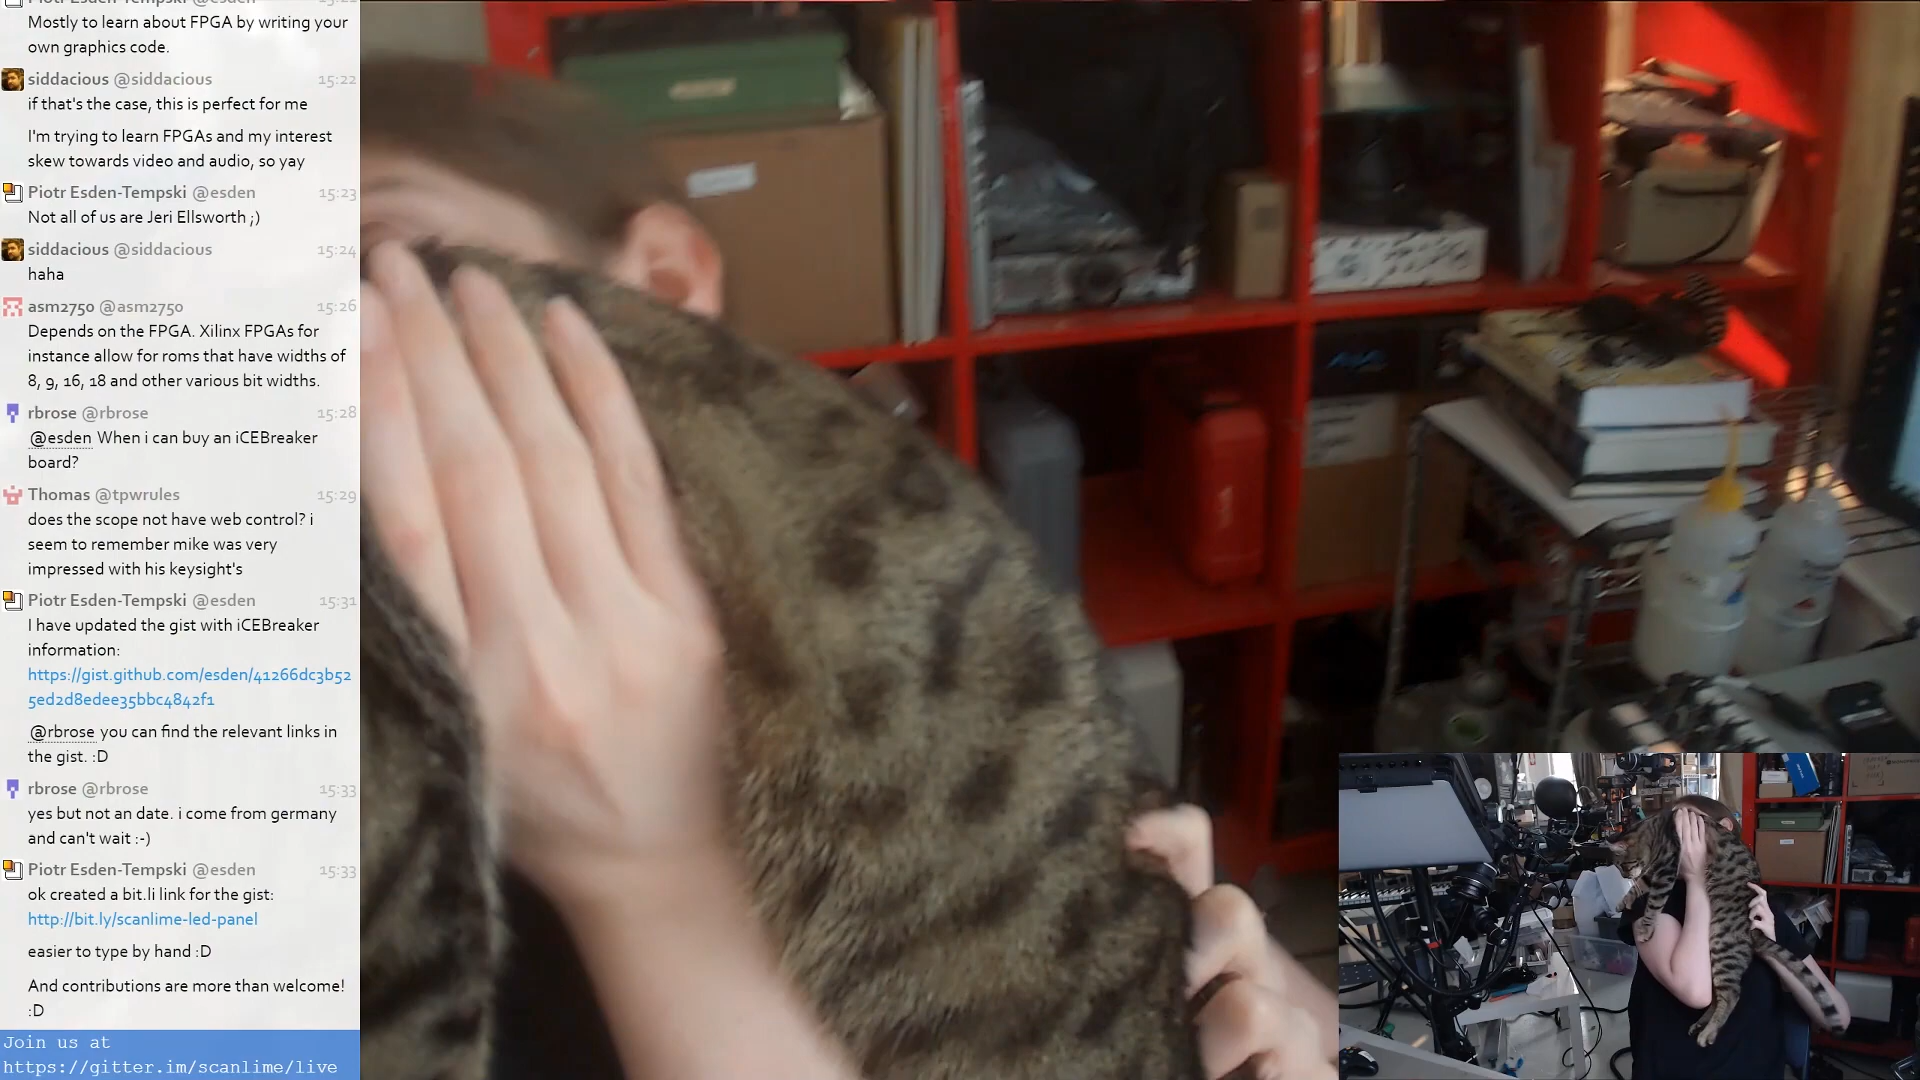 Piotr Esden-Tempski @esden
Mostly to learn about FPGA by writing your
own graphics code.
siddacious @siddacious 15:22
if that's the case, this is perfect for me
I'm trying to learn FPGAs and my interest
skew towards video and audio, so yay
Piotr Esden-Tempski @esden 15:23
Not all of us are Jeri Ellsworth ;)
siddacious @siddacious 15:24
haha
asm2750 @asm2750 15:26
Depends on the FPGA. Xilinx FPGAs for
instance allow for roms that have widths of
8, 9, 16, 18 and other various bit widths.
rbrose @rbrose 15:28
@esden When i can buy an iCEBreaker
board?
Thomas @tpwrules 15:29
does the scope not have web control? i
seem to remember mike was very
impressed with his keysight's
Piotr Esden-Tempski @esden 15:31
I have updated the gist with iCEBreaker
information:
https://gist.github.com/esden/41266dc3b52
5ed2d8edee35bbc4842f1
@rbrose you can find the relevant links in
the gist. :D
rbrose @rbrose 15:33
yes but not an date. i come from germany
and can't wait :-)
Piotr Esden-Tempski @esden 15:33
ok created a bit.li link for the gist:
http://bit.ly/scanlime-led-panel
easier to type by hand :D
And contributions are more than welcome!
:D
Join us at
https://gitter.im/scanlime/live